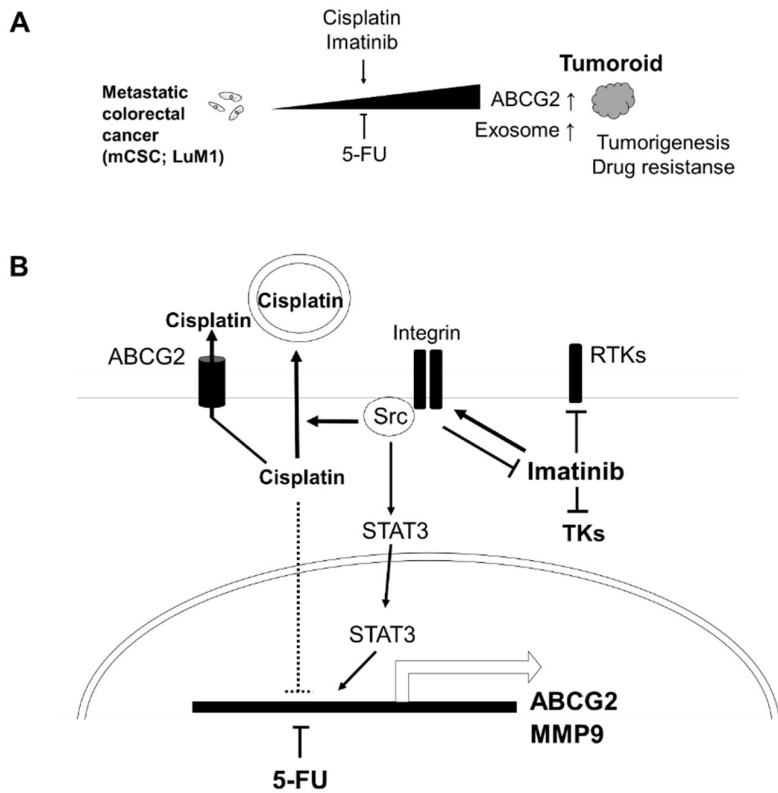 A
Cisplatin
Imatinib
Metastatic
colorectal
cancer
(mCSC; LuM1)
5-FU
ABCG2 ↑
Exosome ↑
Tumoroid
Tumorigenesis
Drug resistanse
B
Cisplatin
Cisplatin
ABCG2
Integrin
RTKs
Src
Cisplatin
Imatinib
TKs
STAT3
STAT3
ABCG2
MMP9
5-FU